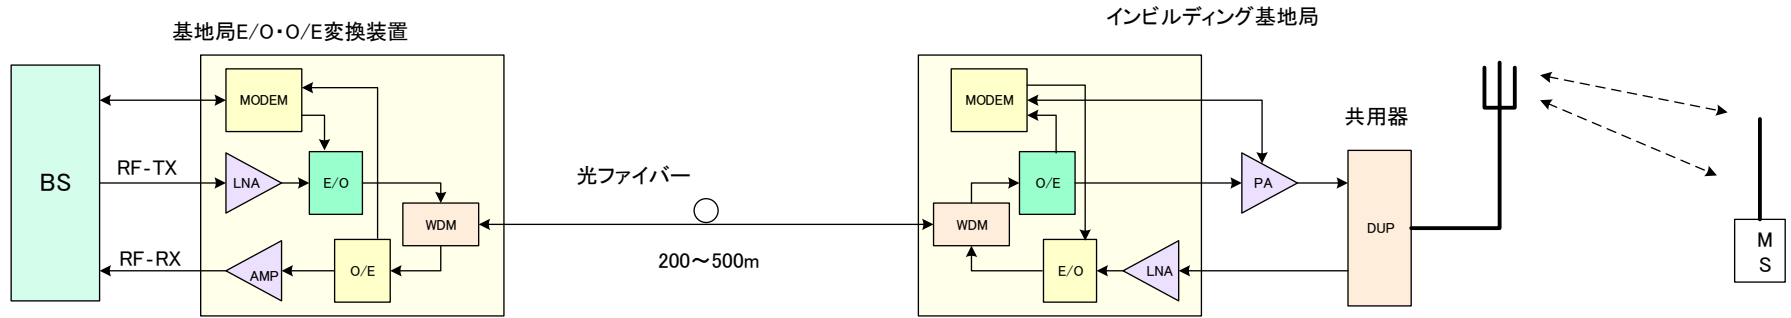 インビルディング基地局
基地局E/O・O/E変換装置
BS
RF-TX
RF-RX
MODEM
LNA
E/O
WDM
O/E
AMP
光ファイバー
200～500m
MODEM
O/E
WDM
E/O
LNA
PA
共用器
DUP
M
S